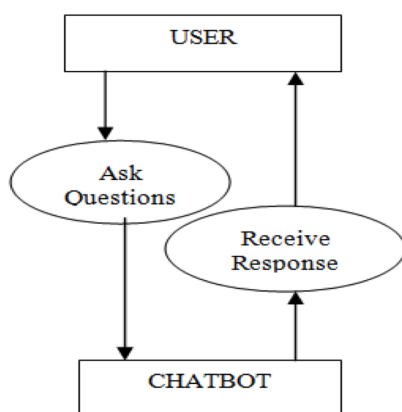 USER
Ask
Questions
Receive
Response
CHATBOT